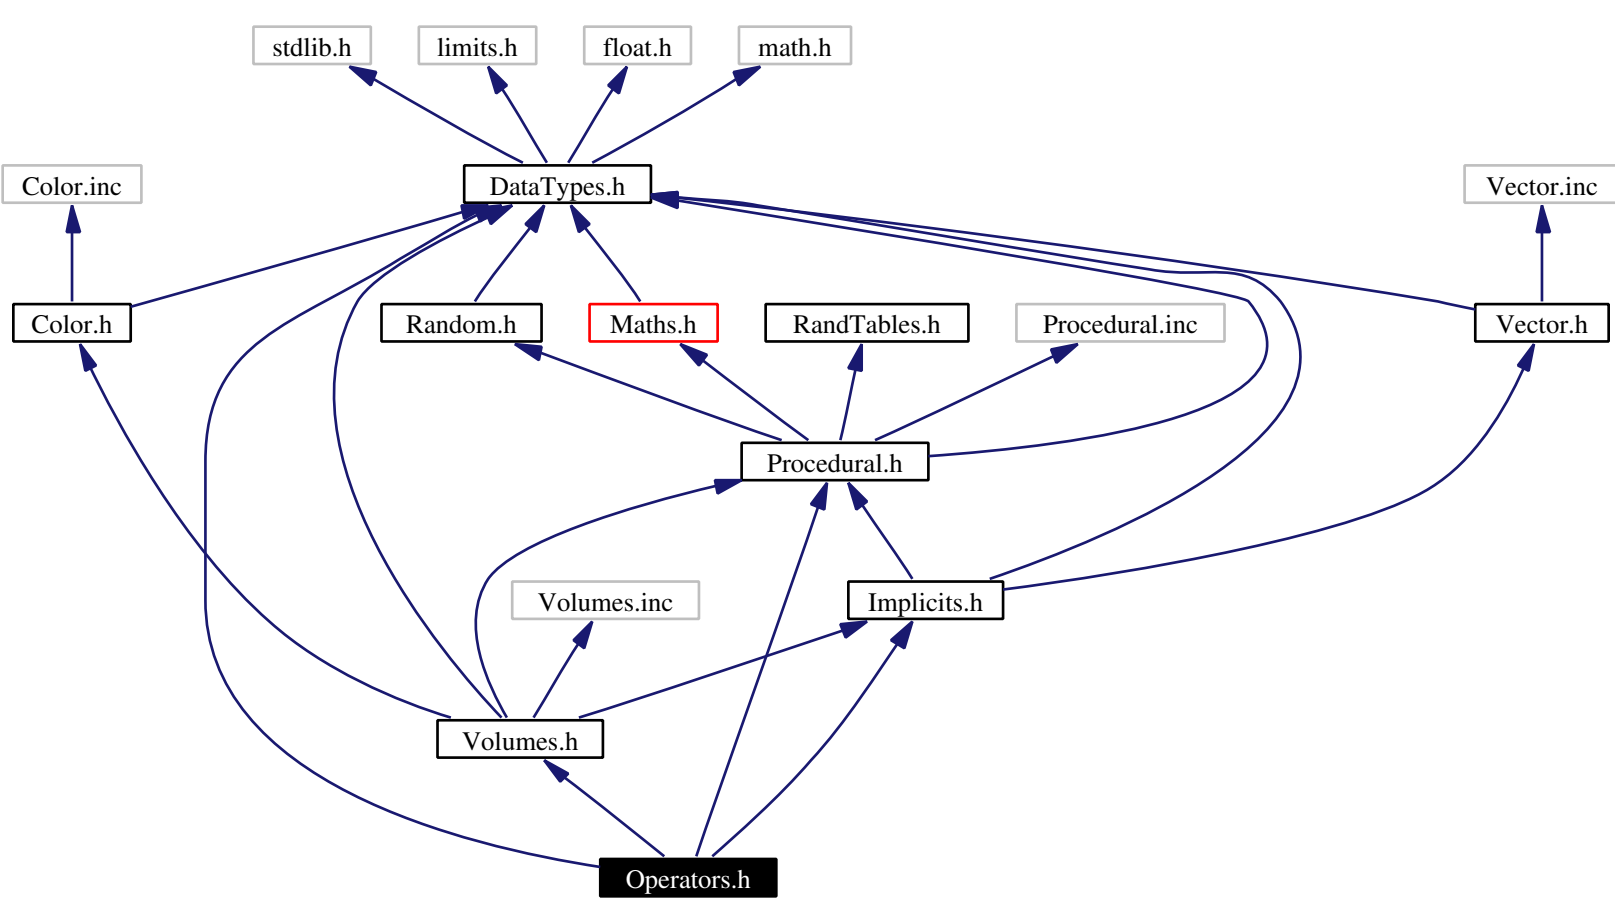 stdlib.h
limits.h
float.h
math.h
Color.inc
DataTypes.h
Vector.inc
Color.h
Random.h
Maths.h
RandTables.h
Procedural.inc
Vector.h
Procedural.h
Volumes.inc
Implicits.h
Volumes.h
Operators.h